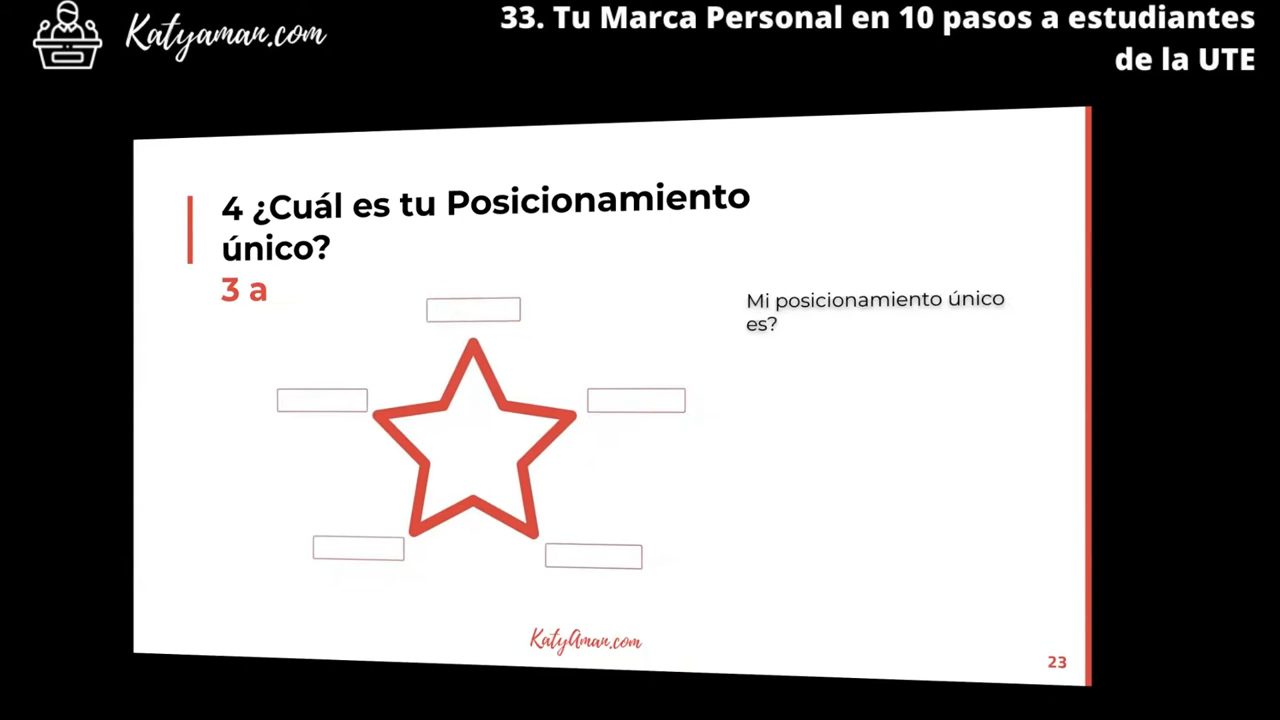 Katyaman.com
33. Tu Marca Personal en 10 pasos a estudiantes
de la UTE
4 ¿Cuál es tu Posicionamiento
único?
3 a
Mi posicionamiento único
es?
KatyAman.com
23